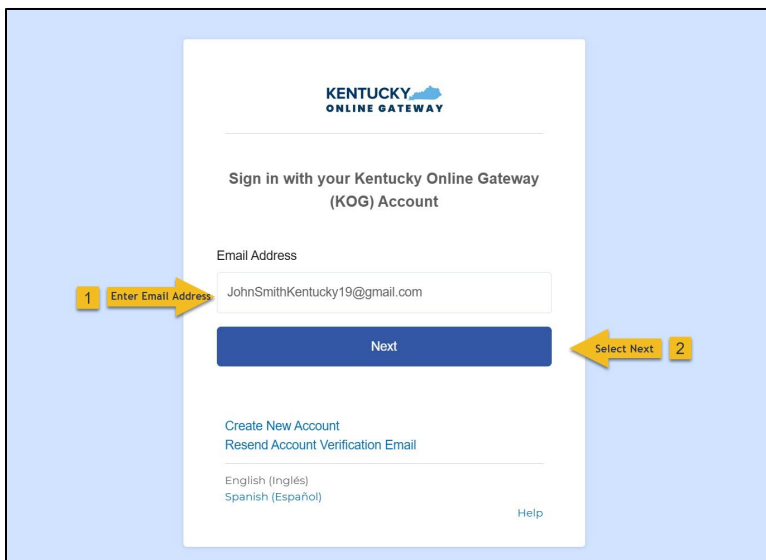 KENTUCKY
ONLINE GATEWAY
Sign in with your Kentucky Online Gateway
(KOG) Account
Email Address
1 Enter Email Address
JohnSmithKentucky19@gmail.com
Next
Select Next 2
Create New Account
Resend Account Verification Email
English (Inglés)
Spanish (Español)
Help